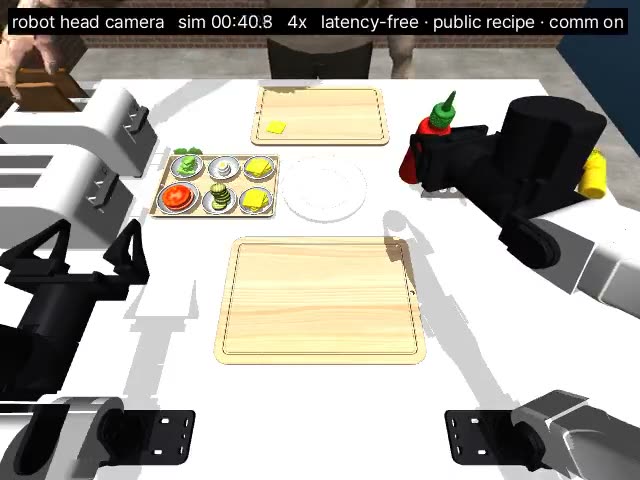 robot head camera sim 00:40.8 4x latency-free · public recipe · comm on